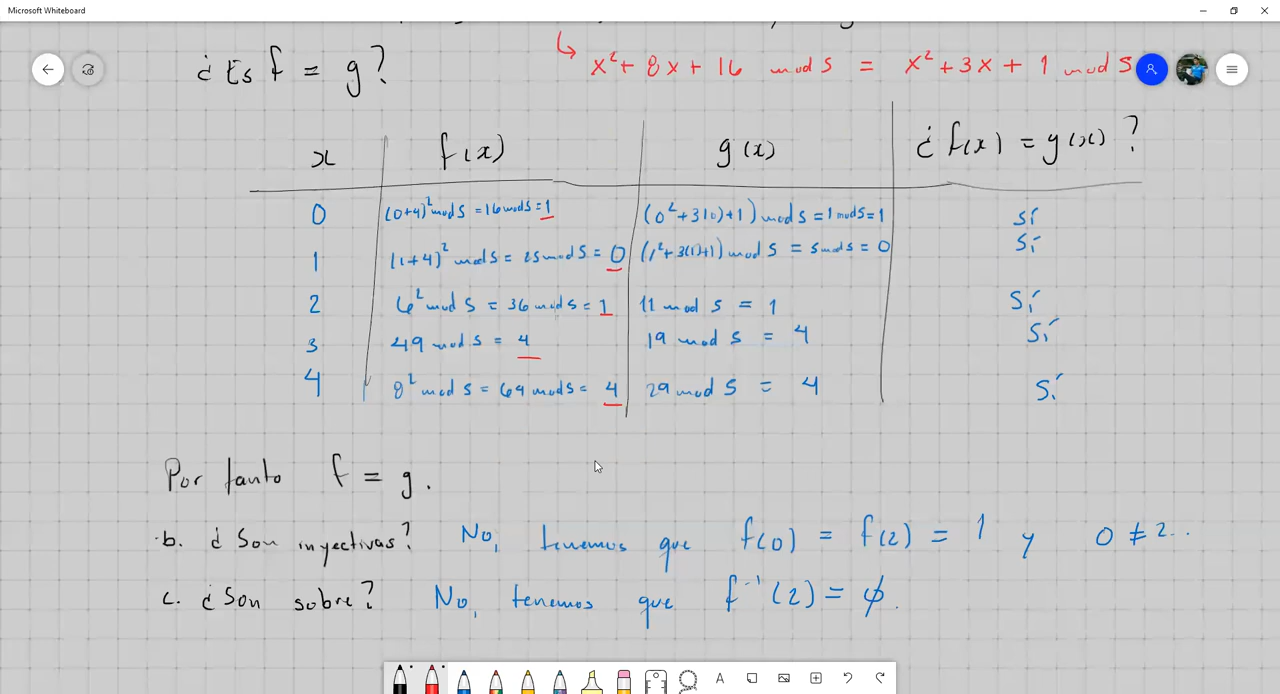 Microsoft Whiteboard
¿Es f = g?
↳ x² + 8x + 16 mod 5 = x² + 3x + 1 mod 5
x f(x) g(x) ¿f(x) = g(x)?
0 (0+4)² mod 5 = 16 mod 5 = 1 (0² + 3(0) + 1) mod 5 = 1 mod 5 = 1 Sí
1 (1+4)² mod 5 = 25 mod 5 = 0 (1² + 3(1) + 1) mod 5 = 5 mod 5 = 0 Sí
2 6² mod 5 = 36 mod 5 = 1 11 mod 5 = 1 Sí
3 49 mod 5 = 4 19 mod 5 = 4 Sí
4 8² mod 5 = 64 mod 5 = 4 29 mod 5 = 4 Sí
Por tanto f = g.
b. ¿Son inyectivas? No, tenemos que f(0) = f(2) = 1 y 0 ≠ 2..
c. ¿Son sobre? No, tenemos que f⁻¹(2) = ϕ.